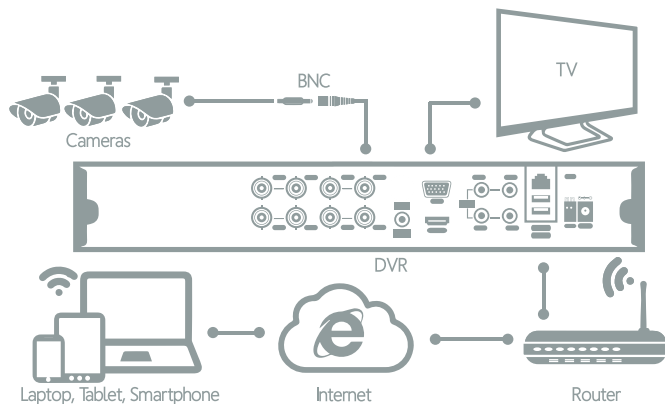 BNC
TV
Cameras
DVR
Laptop, Tablet, Smartphone
Internet
Router